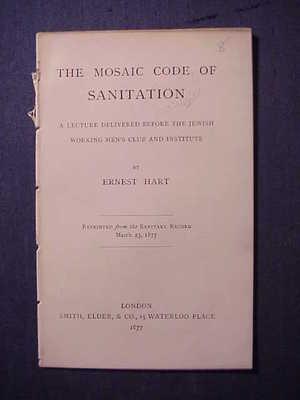 THE MOSAIC CODE OF
SANITATION
A LECTURE DELIVERED BEFORE THE JEWISH
WORKING MEN'S CLUB AND INSTITUTE
BY
ERNEST HART
REPRINTED from the SANITARY RECORD
March 23, 1877
LONDON
SMITH, ELDER, & CO., 15 WATERLOO PLACE
1877